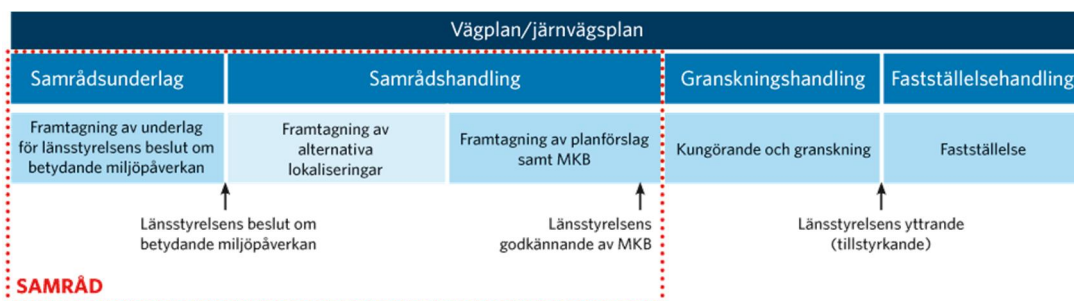 Vägplan/järnvägsplan
Samrådsunderlag
Samrådshandling
Granskningshandling
Fastställelsehandling
Framtagning av underlag
för länsstyrelsens beslut om
betydande miljöpåverkan
Framtagning av
alternativa
lokaliseringar
Framtagning av planförslag
samt MKB
Kungörande och granskning
Fastställelse
Länsstyrelsens beslut om
betydande miljöpåverkan
Länsstyrelsens
godkännande av MKB
Länsstyrelsens yttrande
(tillstyrkande)
SAMRÅD